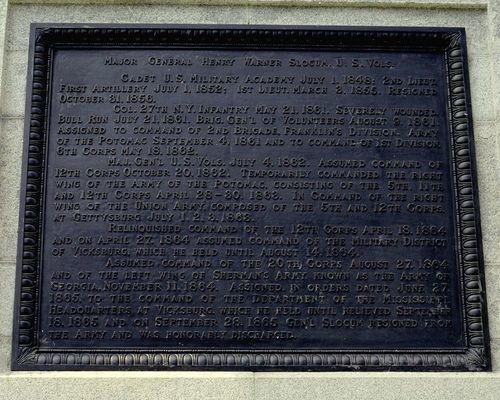 Major General Henry Warner Slocum, U. S. Vols.
Cadet U. S. Military Academy July 1, 1848; 2nd Lieut.
First Artillery July 1, 1852; 1st Lieut. March 3, 1855. Resigned
October 31, 1856.
Col. 27th N.Y. Infantry May 21, 1861. Severely wounded,
Bull Run July 21, 1861. Brig. Gen'l of Volunteers August 9, 1861.
Assigned to command of 2nd Brigade, Franklin's Division, Army
of the Potomac September 4, 1861 and to command of 1st Division,
6th Corps May 18, 1862.
Maj. Gen'l U.S. Vols. July 4, 1862. Assumed command of
12th Corps October 20, 1862. Temporarily commanded the right
wing of the Army of the Potomac, consisting of the 5th, 11th
and 12th Corps April 28–30, 1863. In command of the right
wing of the Union Army, composed of the 5th and 12th Corps,
at Gettysburg July 1, 2, 3, 1863.
Relinquished command of the 12th Corps April 18, 1864
and on April 27, 1864 assumed command of the Military District
of Vicksburg, which he held until August 14, 1864.
Assumed command of the 20th Corps August 27, 1864
and of the left wing of Sherman's Army, known as the Army of
Georgia, November 11, 1864. Assigned, in orders dated June 27,
1865, to the command of the Department of the Mississippi,
Headquarters at Vicksburg, which he held until relieved September
18, 1865 and on September 28, 1865 Gen'l Slocum resigned from
the Army and was honorably discharged.